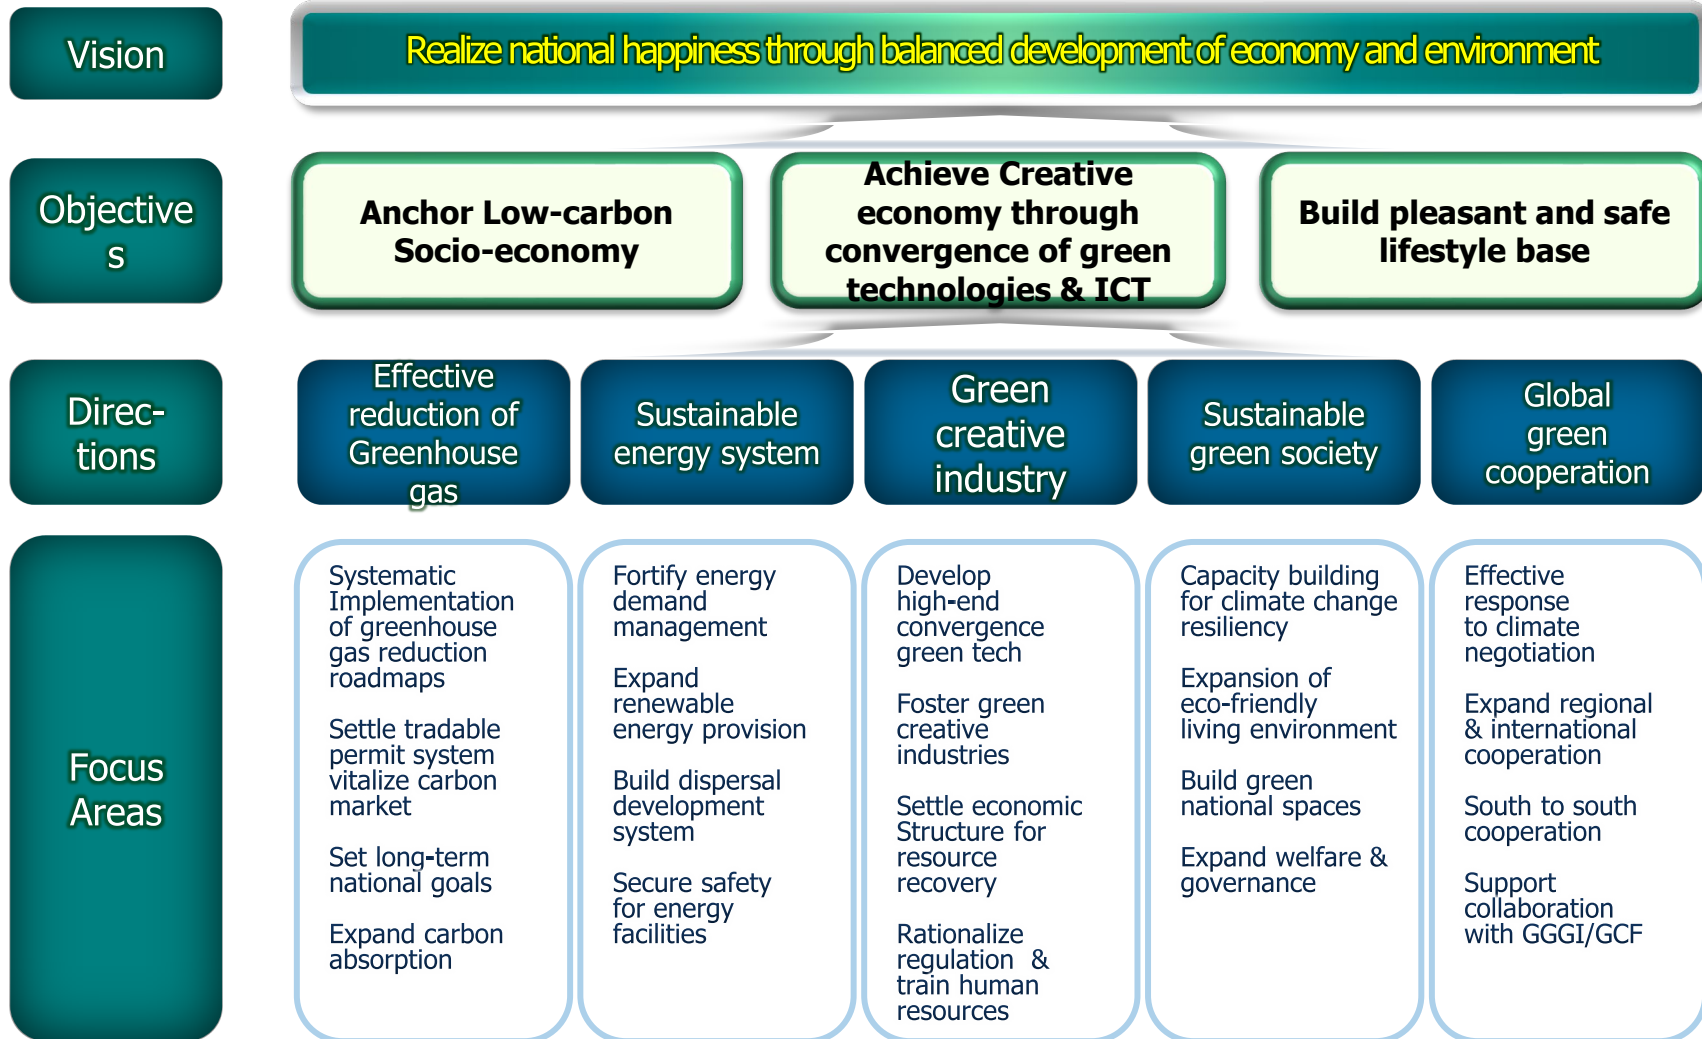 Vision
Realize national happiness through balanced development of economy and environment
Objective
s
Anchor Low-carbon
Socio-economy
Achieve Creative
economy through
convergence of green
technologies & ICT
Build pleasant and safe
lifestyle base
Direc-
tions
Effective
reduction of
Greenhouse
gas
Sustainable
energy system
Green
creative
industry
Sustainable
green society
Global
green
cooperation
Focus
Areas
Systematic
Implementation
of greenhouse
gas reduction
roadmaps
Settle tradable
permit system
vitalize carbon
market
Set long-term
national goals
Expand carbon
absorption
Fortify energy
demand
management
Expand
renewable
energy provision
Build dispersal
development
system
Secure safety
for energy
facilities
Develop
high-end
convergence
green tech
Foster green
creative
industries
Settle economic
Structure for
resource
recovery
Rationalize
regulation &
train human
resources
Capacity building
for climate change
resiliency
Expansion of
eco-friendly
living environment
Build green
national spaces
Expand welfare &
governance
Effective
response
to climate
negotiation
Expand regional
& international
cooperation
South to south
cooperation
Support
collaboration
with GGGI/GCF